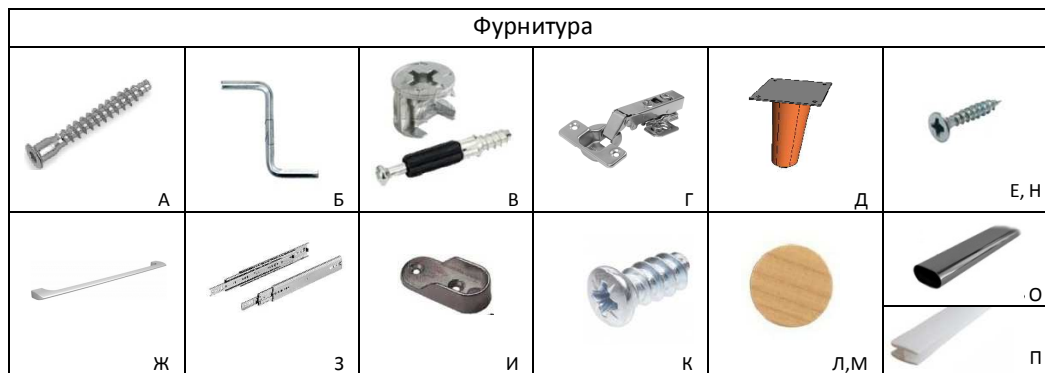 Фурнитура
А
Б
В
Г
Д
Е, Н
Ж
З
И
К
Л,М
О
П